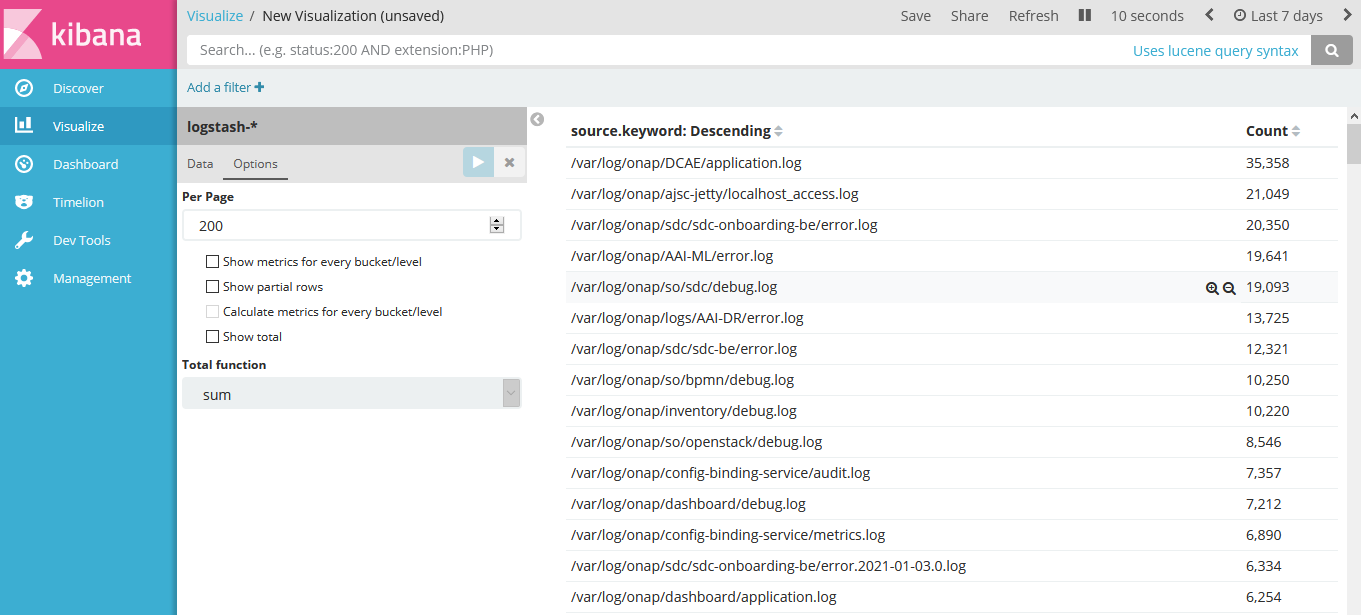 kibana
Visualize / New Visualization (unsaved) Save Share Refresh 10 seconds Last 7 days
Search... (e.g. status:200 AND extension:PHP) Uses lucene query syntax
Add a filter +
Discover
Visualize
Dashboard
Timelion
Dev Tools
Management
logstash-*
Data Options
Per Page
200
Show metrics for every bucket/level
Show partial rows
Calculate metrics for every bucket/level
Show total
Total function
sum
source.keyword: Descending Count
/var/log/onap/DCAE/application.log 35,358
/var/log/onap/ajsc-jetty/localhost_access.log 21,049
/var/log/onap/sdc/sdc-onboarding-be/error.log 20,350
/var/log/onap/AAI-ML/error.log 19,641
/var/log/onap/so/sdc/debug.log 19,093
/var/log/onap/logs/AAI-DR/error.log 13,725
/var/log/onap/sdc/sdc-be/error.log 12,321
/var/log/onap/so/bpmn/debug.log 10,250
/var/log/onap/inventory/debug.log 10,220
/var/log/onap/so/openstack/debug.log 8,546
/var/log/onap/config-binding-service/audit.log 7,357
/var/log/onap/dashboard/debug.log 7,212
/var/log/onap/config-binding-service/metrics.log 6,890
/var/log/onap/sdc/sdc-onboarding-be/error.2021-01-03.0.log 6,334
/var/log/onap/dashboard/application.log 6,254